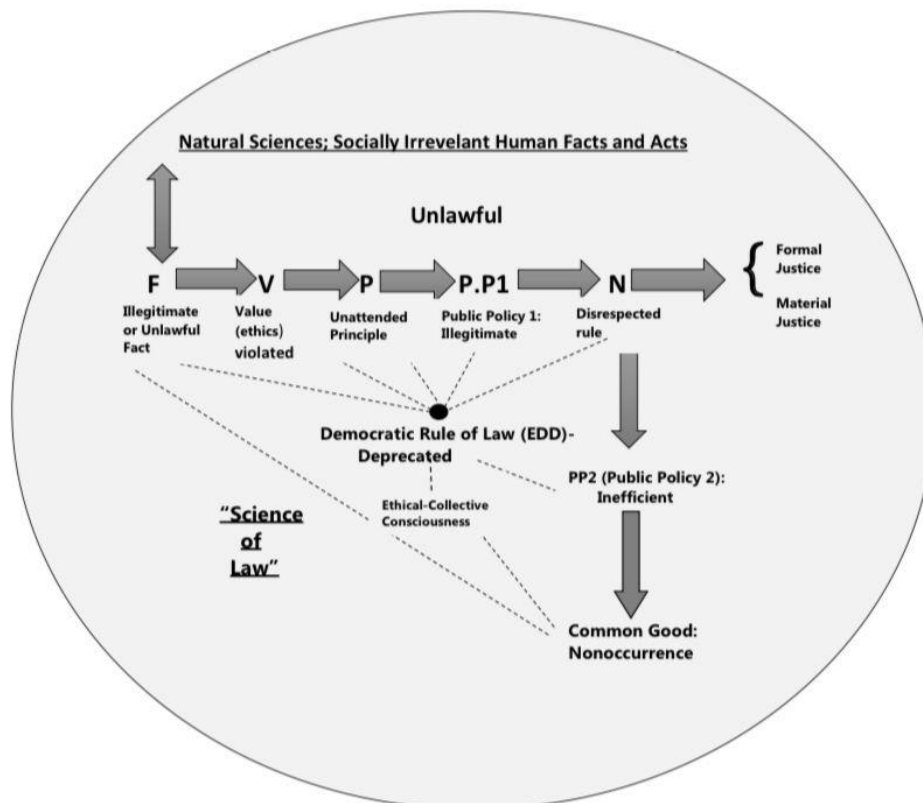 Natural Sciences; Socially Irrevelant Human Facts and Acts
Unlawful
F
V
P
P.P1
N
{
Formal
Justice
Material
Justice
Illegitimate
or Unlawful
Fact
Value
(ethics)
violated
Unattended
Principle
Public Policy 1:
Illegitimate
Disrespected
rule
Democratic Rule of Law (EDD)-
Deprecated
PP2 (Public Policy 2):
Inefficient
Ethical-Collective
Consciousness
"Science
of
Law"
Common Good:
Nonoccurrence